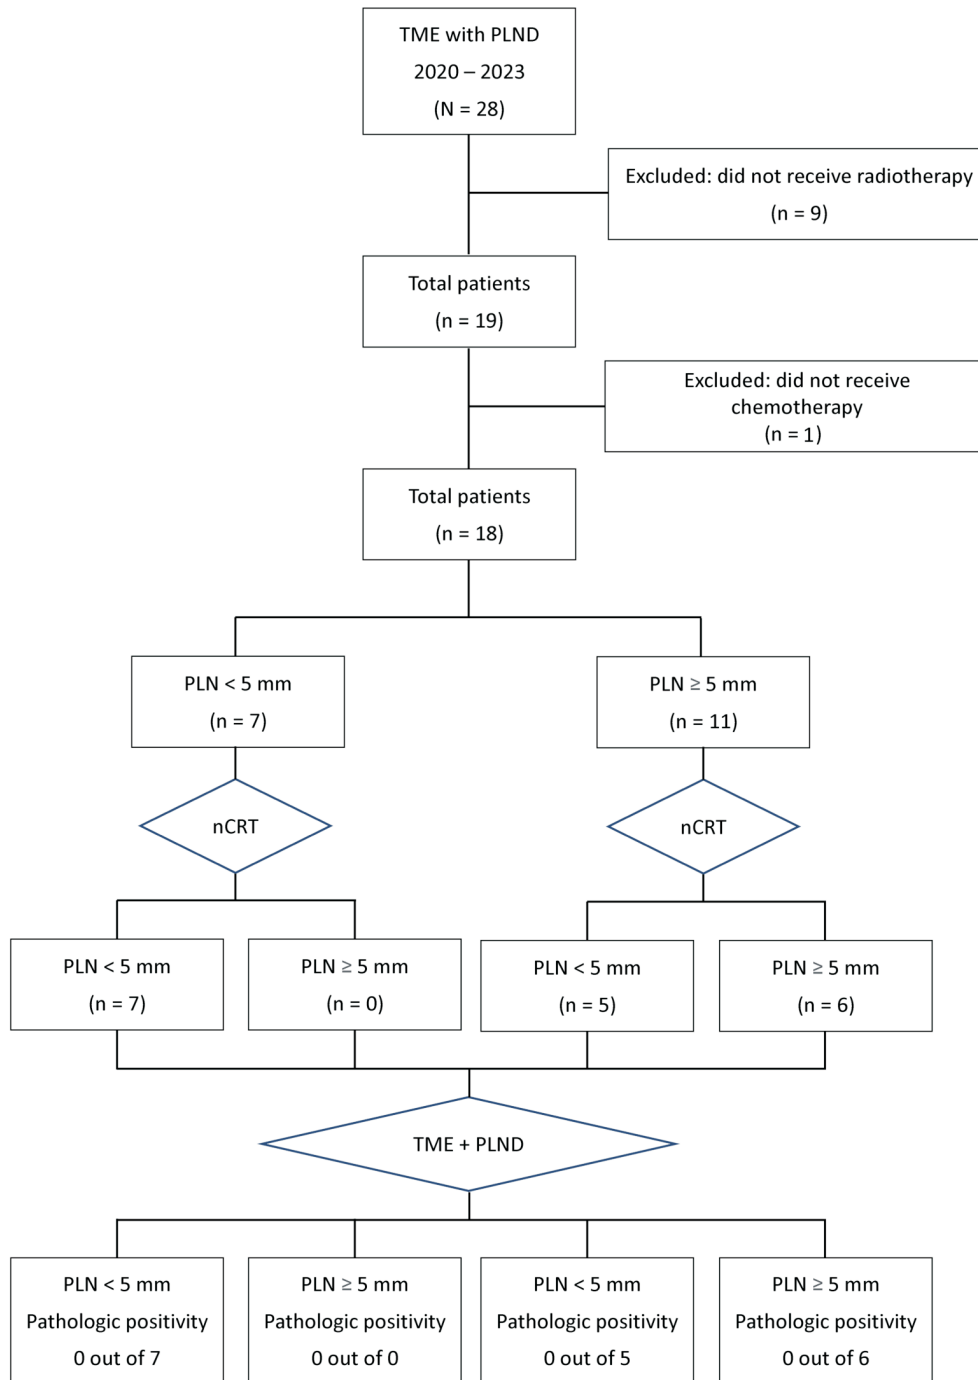 TME with PLND
2020 – 2023
(N = 28)
Excluded: did not receive radiotherapy
(n = 9)
Total patients
(n = 19)
Excluded: did not receive
chemotherapy
(n = 1)
Total patients
(n = 18)
PLN < 5 mm
(n = 7)
PLN ≥ 5 mm
(n = 11)
nCRT
nCRT
PLN < 5 mm
(n = 7)
PLN ≥ 5 mm
(n = 0)
PLN < 5 mm
(n = 5)
PLN ≥ 5 mm
(n = 6)
TME + PLND
PLN < 5 mm
Pathologic positivity
0 out of 7
PLN ≥ 5 mm
Pathologic positivity
0 out of 0
PLN < 5 mm
Pathologic positivity
0 out of 5
PLN ≥ 5 mm
Pathologic positivity
0 out of 6